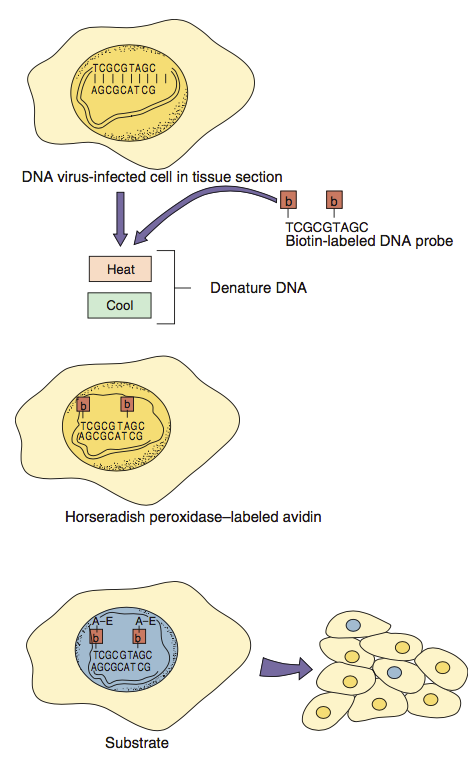 TCGCGTAGC
AGCGCATCG
DNA virus-infected cell in tissue section
b b
TCGCGTAGC
Biotin-labeled DNA probe
Heat
Denature DNA
Cool
b b
TCGCGTAGC
AGCGCATCG
Horseradish peroxidase–labeled avidin
A–E A–E
b b
TCGCGTAGC
AGCGCATCG
Substrate